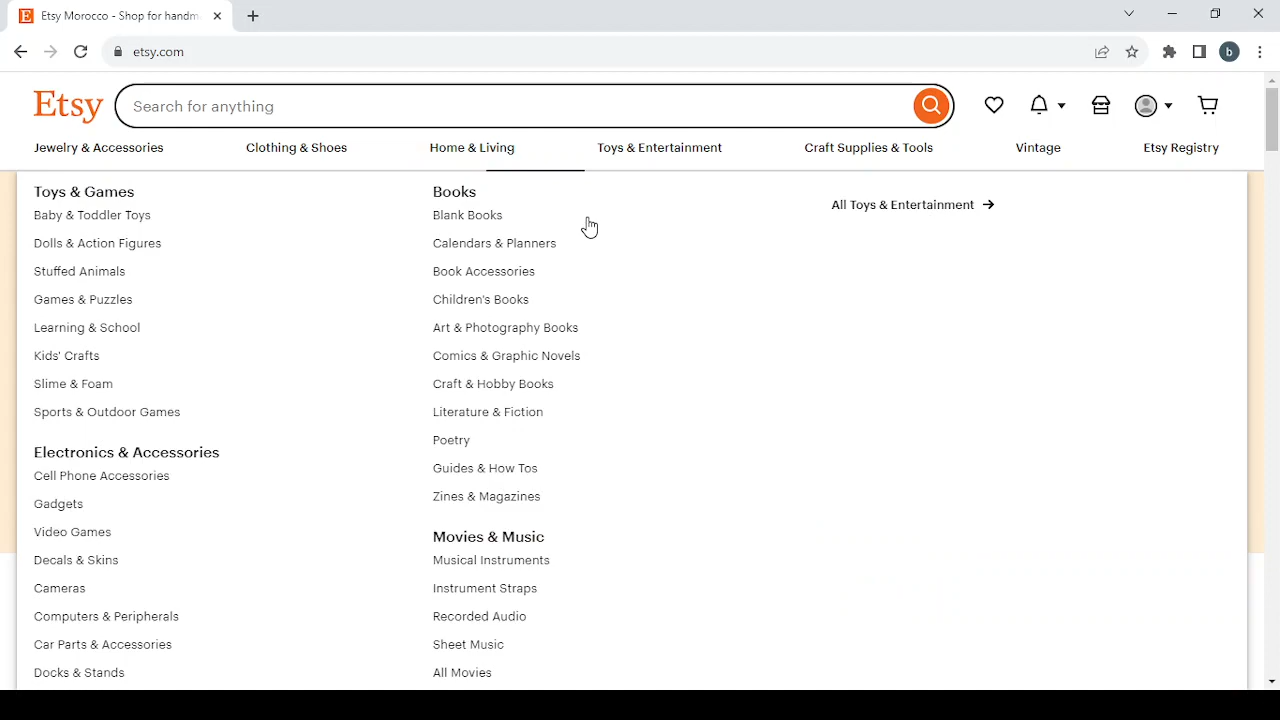 Etsy Morocco - Shop for handm
etsy.com
b
Etsy
Search for anything
Jewelry & Accessories
Clothing & Shoes
Home & Living
Toys & Entertainment
Craft Supplies & Tools
Vintage
Etsy Registry
Toys & Games
Baby & Toddler Toys
Dolls & Action Figures
Stuffed Animals
Games & Puzzles
Learning & School
Kids' Crafts
Slime & Foam
Sports & Outdoor Games
Electronics & Accessories
Cell Phone Accessories
Gadgets
Video Games
Decals & Skins
Cameras
Computers & Peripherals
Car Parts & Accessories
Docks & Stands
Books
Blank Books
Calendars & Planners
Book Accessories
Children's Books
Art & Photography Books
Comics & Graphic Novels
Craft & Hobby Books
Literature & Fiction
Poetry
Guides & How Tos
Zines & Magazines
Movies & Music
Musical Instruments
Instrument Straps
Recorded Audio
Sheet Music
All Movies
All Toys & Entertainment →